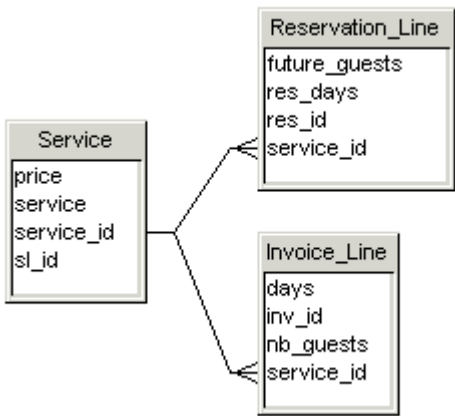 Service
price
service
service_id
sl_id
Reservation_Line
future_guests
res_days
res_id
service_id
Invoice_Line
days
inv_id
nb_guests
service_id